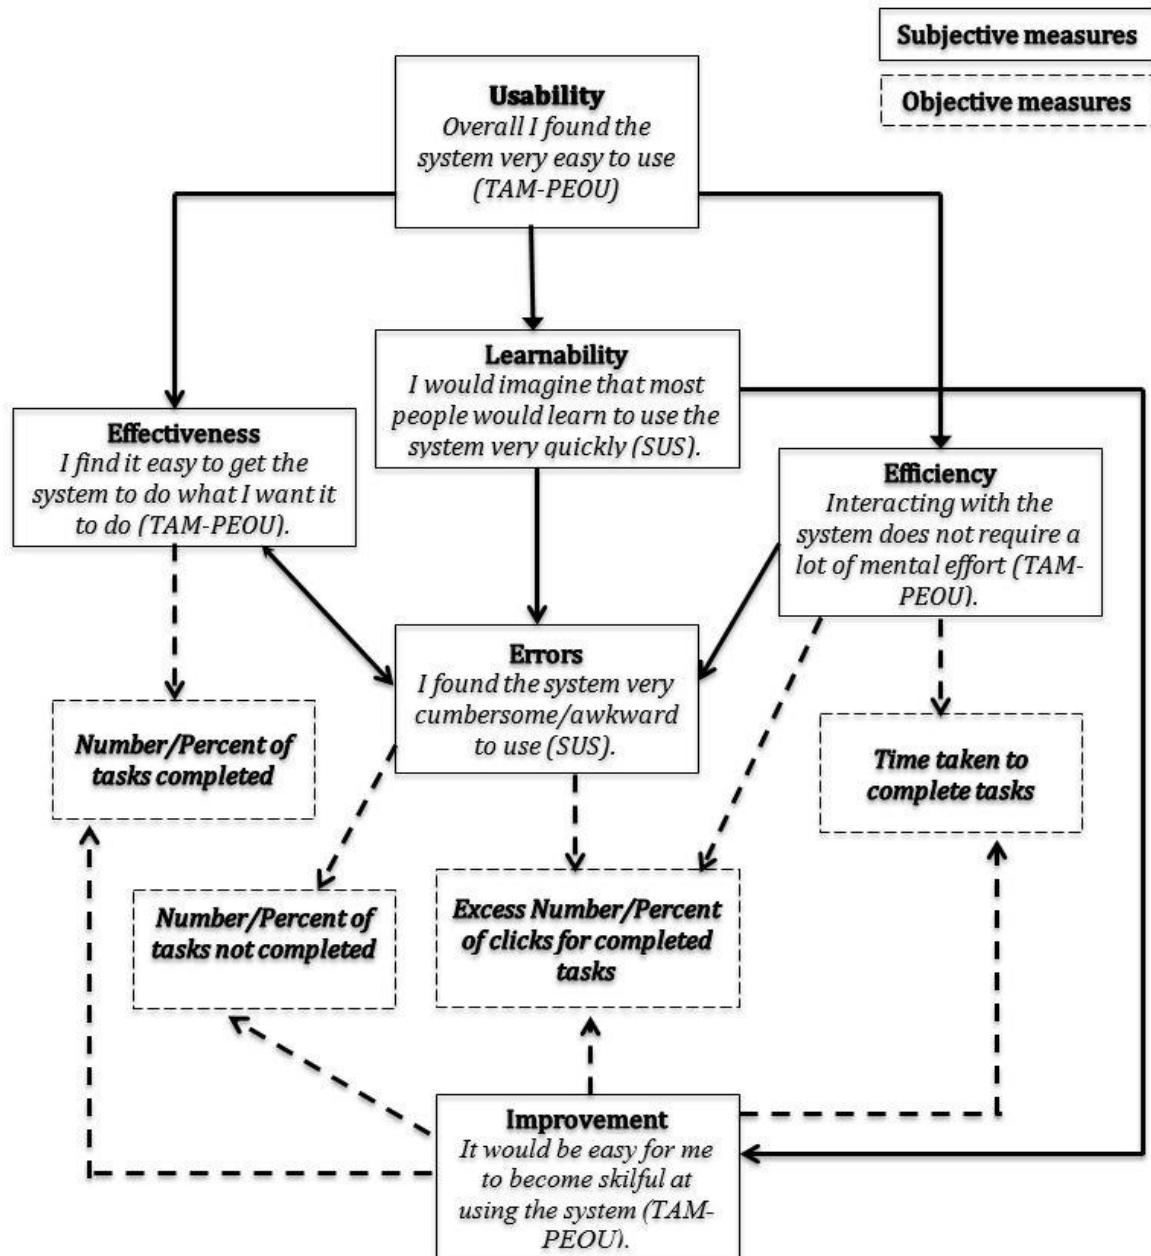 Subjective measures
Objective measures
Usability
Overall I found the
system very easy to use
(TAM-PEOU)
Learnability
I would imagine that most
people would learn to use the
system very quickly (SUS).
Effectiveness
I find it easy to get the
system to do what I want it
to do (TAM-PEOU).
Efficiency
Interacting with the
system does not require a
lot of mental effort (TAM-
PEOU).
Errors
I found the system very
cumbersome/awkward
to use (SUS).
Number/Percent of
tasks completed
Time taken to
complete tasks
Number/Percent of
tasks not completed
Excess Number/Percent
of clicks for completed
tasks
Improvement
It would be easy for me
to become skilful at
using the system (TAM-
PEOU).